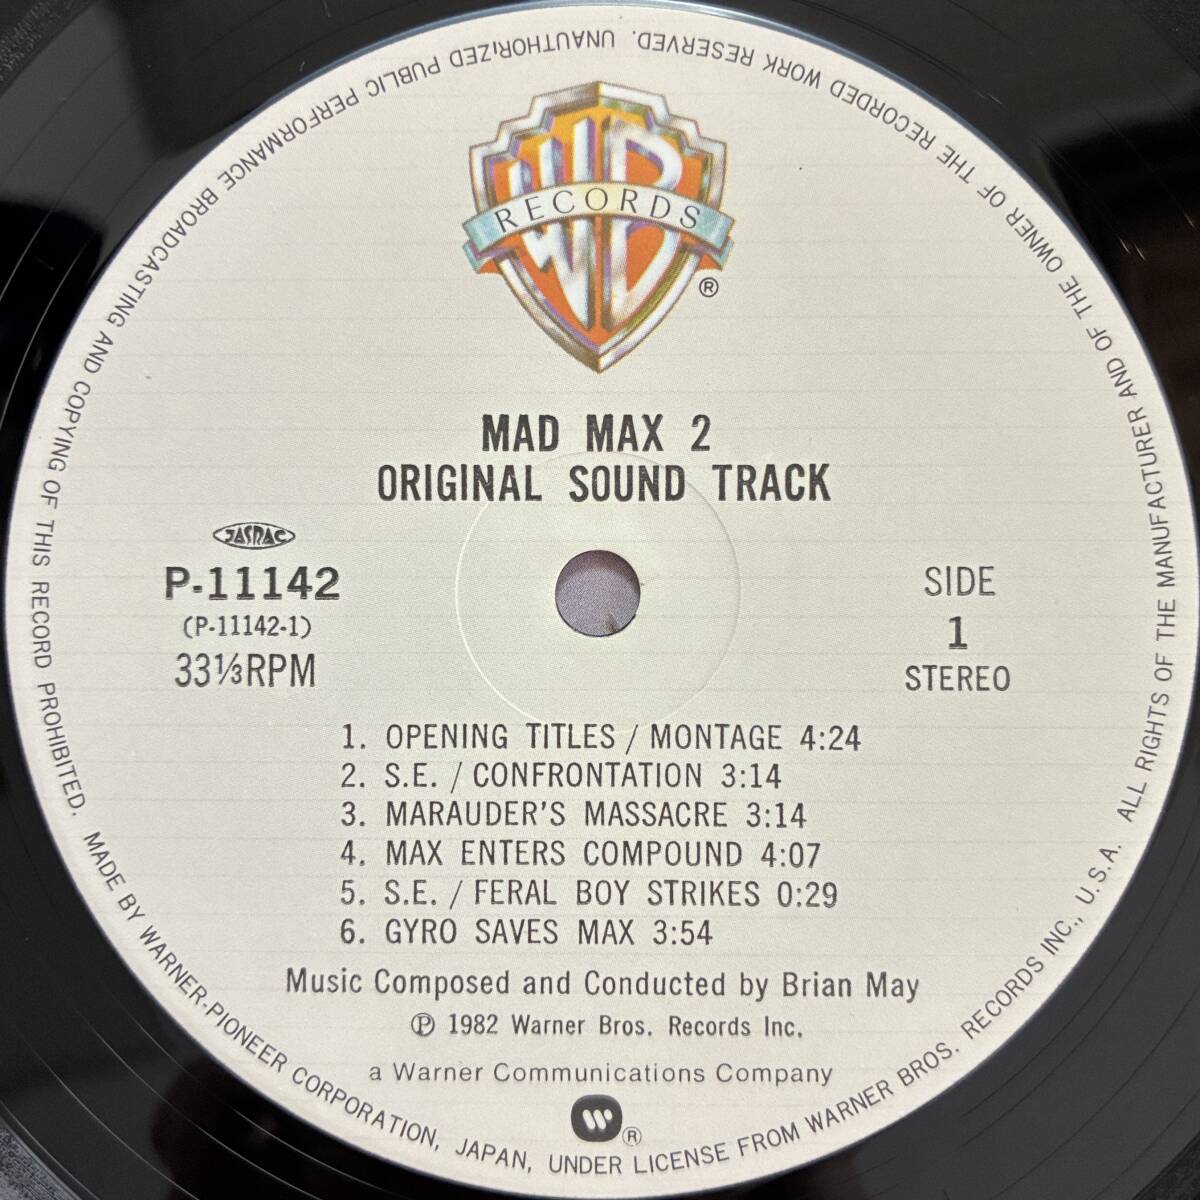 WB
RECORDS
®
MAD MAX 2
ORIGINAL SOUND TRACK
JASRAC
P-11142
(P-11142-1)
33⅓RPM
SIDE
1
STEREO
1. OPENING TITLES / MONTAGE 4:24
2. S.E. / CONFRONTATION 3:14
3. MARAUDER'S MASSACRE 3:14
4. MAX ENTERS COMPOUND 4:07
5. S.E. / FERAL BOY STRIKES 0:29
6. GYRO SAVES MAX 3:54
Music Composed and Conducted by Brian May
Ⓟ 1982 Warner Bros. Records Inc.
a Warner Communications Company
W
®
MADE BY WARNER-PIONEER CORPORATION, JAPAN, UNDER LICENSE FROM WARNER BROS. RECORDS INC., U.S.A. ALL RIGHTS OF THE MANUFACTURER AND OF THE OWNER OF THE RECORDED WORK RESERVED. UNAUTHORIZED PUBLIC PERFORMANCE BROADCASTING AND COPYING OF THIS RECORD PROHIBITED.